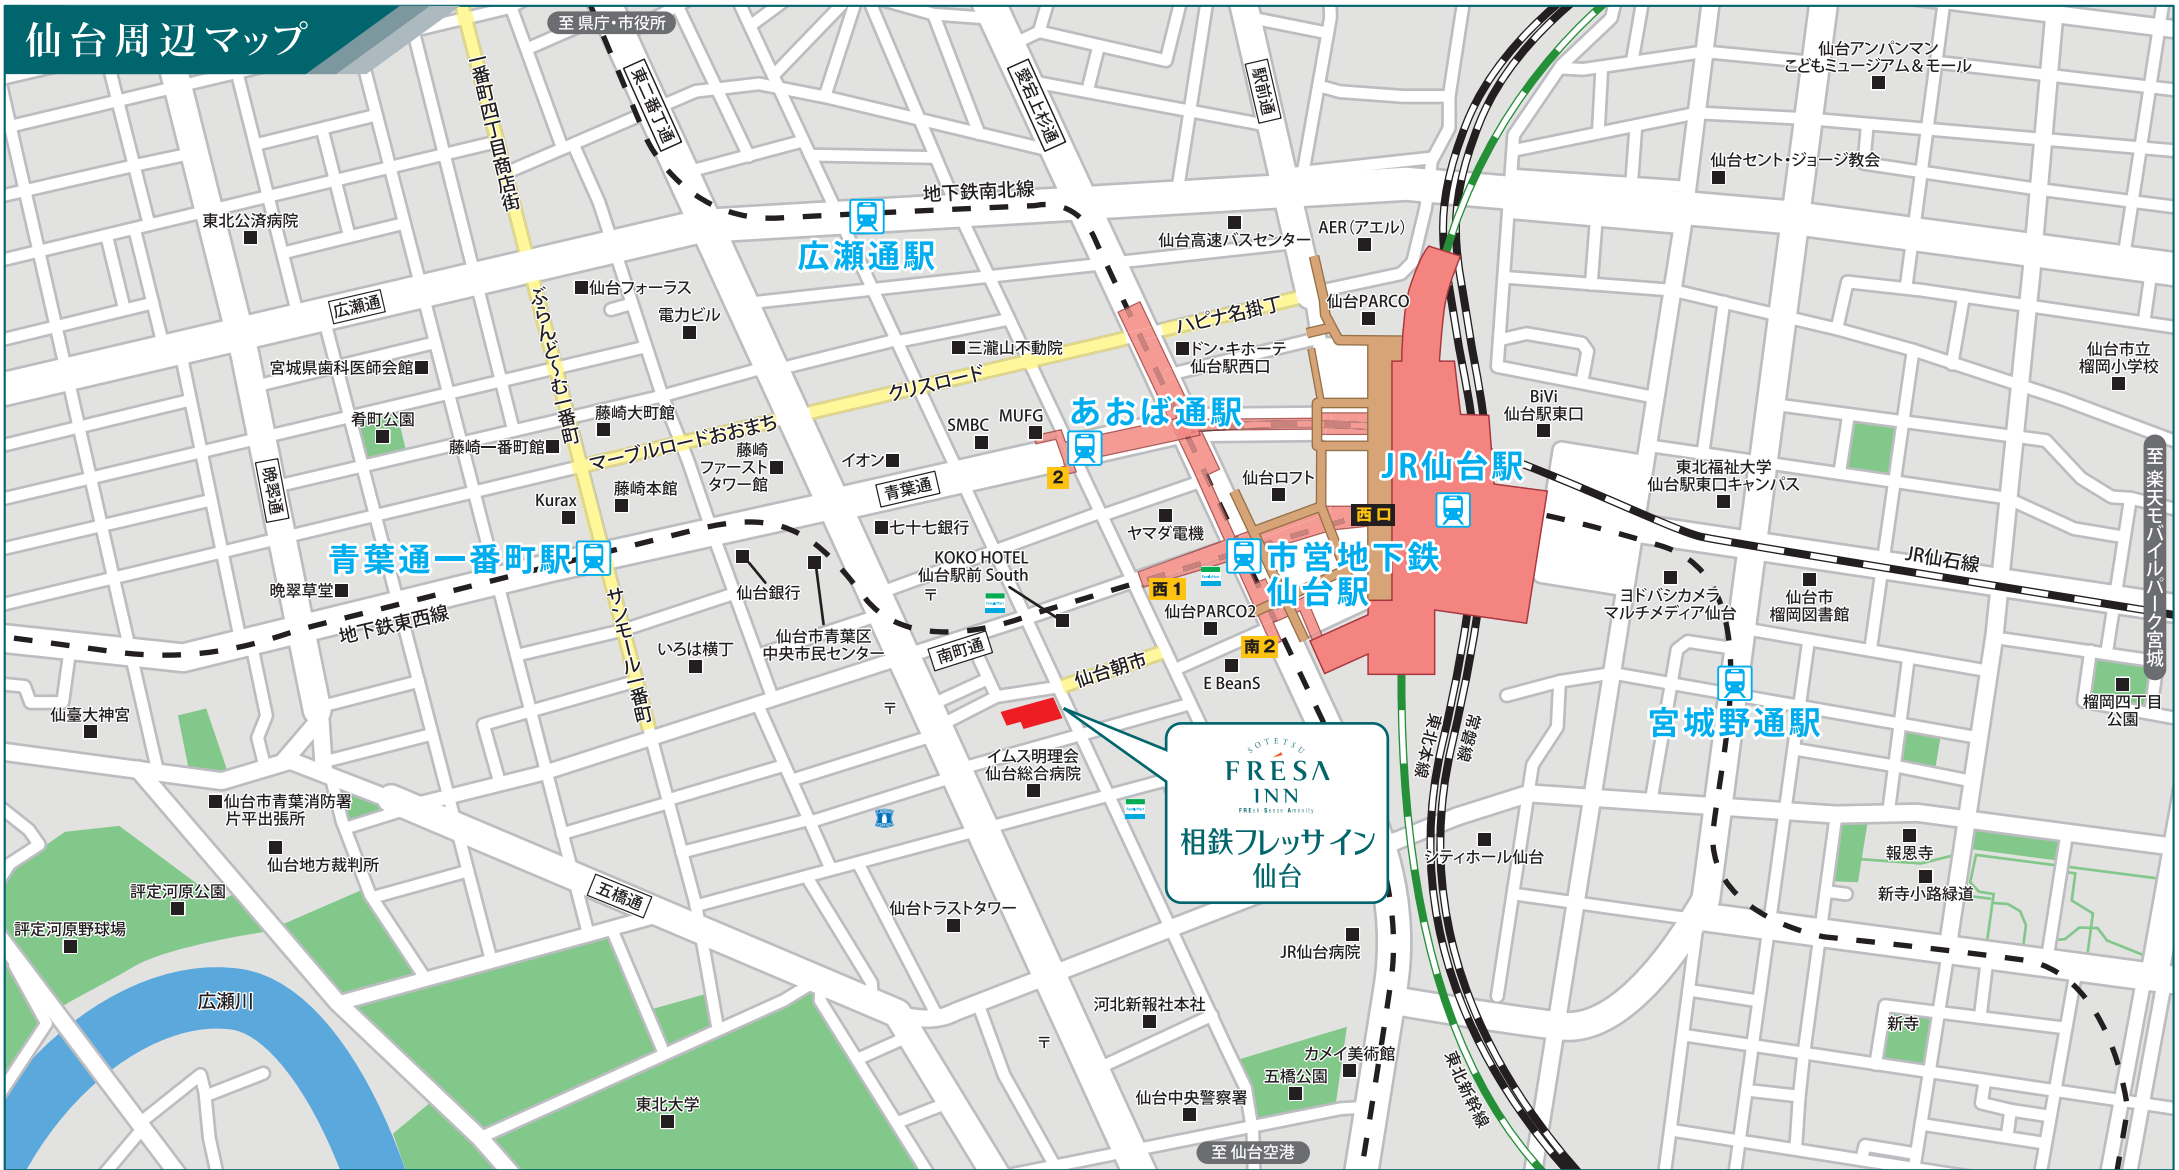 仙台周辺マップ
至 県庁・市役所
一番町四丁目商店街
東二番丁通
愛宕上杉通
駅前通
仙台アンパンマン
こどもミュージアム＆モール
仙台セント・ジョージ教会
地下鉄南北線
東北公済病院
広瀬通駅
仙台高速バスセンター
AER（アエル）
広瀬通
仙台フォーラス
電力ビル
ぶらんど～む一番町
ハピナ名掛丁
仙台PARCO
三瀧山不動院
ドン・キホーテ
仙台駅西口
宮城県歯科医師会館
クリスロード
仙台市立
榴岡小学校
BiVi
仙台駅東口
肴町公園
藤崎大町館
藤崎一番町館
マーブルロードおおまち
藤崎
ファースト
タワー館
SMBC
MUFG
あおば通駅
2
イオン
青葉通
晩翠通
Kurax
藤崎本館
七十七銀行
仙台ロフト
JR仙台駅
西口
東北福祉大学
仙台駅東口キャンパス
至 楽天モバイルパーク宮城
ヤマダ電機
青葉通一番町駅
KOKO HOTEL
仙台駅前 South
〒
市営地下鉄
仙台駅
西1
JR仙石線
晩翠草堂
仙台銀行
仙台市青葉区
中央市民センター
FamilyMart
仙台PARCO2
ヨドバシカメラ
マルチメディア仙台
仙台市
榴岡図書館
地下鉄東西線
サンモール一番町
いろは横丁
南町通
南2
E BeanS
仙台朝市
仙臺大神宮
〒
宮城野通駅
榴岡四丁目
公園
常磐線
東北本線
イムス明理会
仙台総合病院
SOTETSU
FRESA
INN
FREsh Sense Amenity
相鉄フレッサイン
仙台
FamilyMart
仙台市青葉消防署
片平出張所
仙台地方裁判所
シティホール仙台
報恩寺
新寺小路緑道
評定河原公園
評定河原野球場
五橋通
仙台トラストタワー
JR仙台病院
広瀬川
河北新報社本社
新寺
〒
カメイ美術館
五橋公園
東北新幹線
仙台中央警察署
東北大学
至 仙台空港